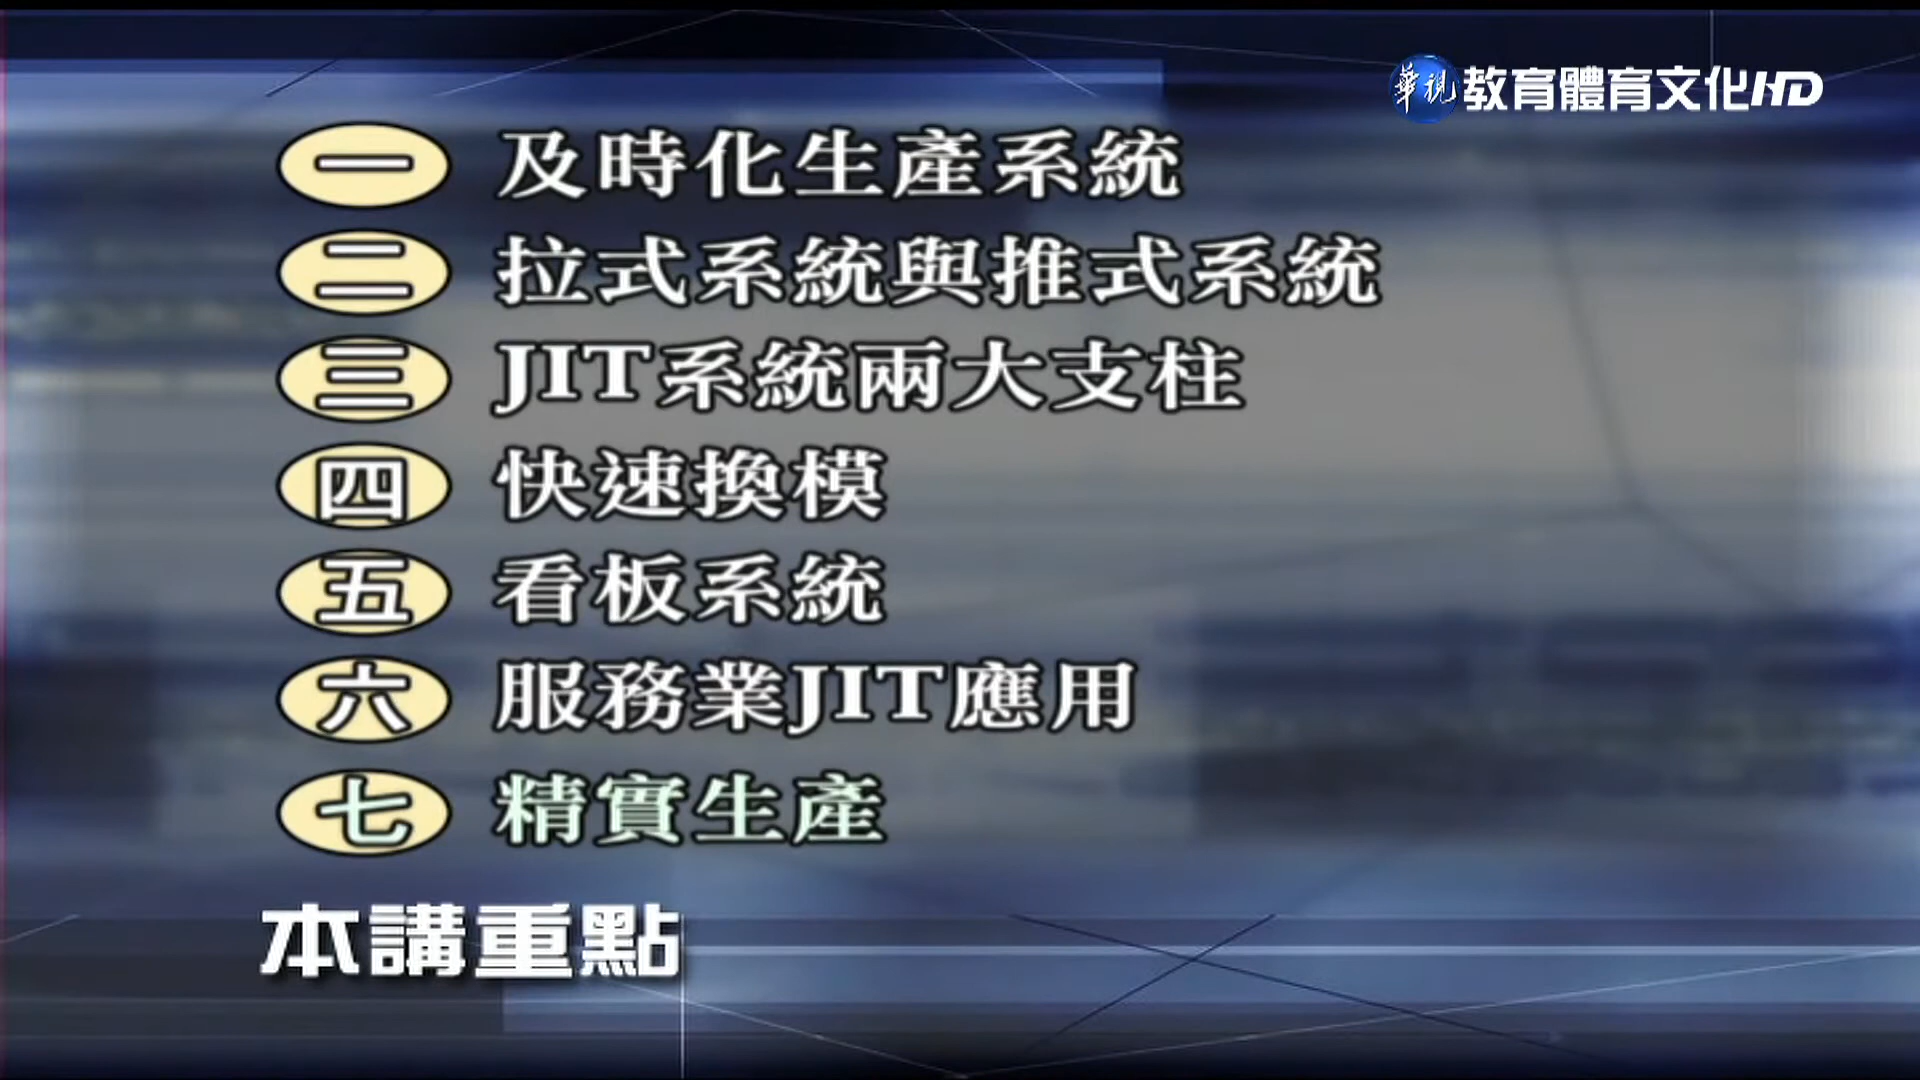 華視 教育體育文化HD
一 及時化生產系統
二 拉式系統與推式系統
三 JIT系統兩大支柱
四 快速換模
五 看板系統
六 服務業JIT應用
七 精實生產
本講重點